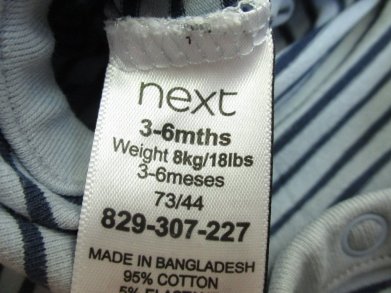 next
3-6mths
Weight 8kg/18lbs
3-6meses
73/44
829-307-227
MADE IN BANGLADESH
95% COTTON